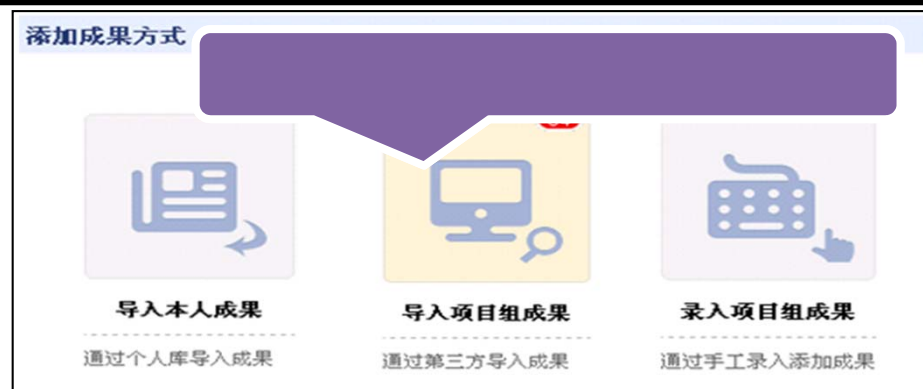 添加成果方式
导入本人成果
导入项目组成果
录入项目组成果
通过个人库导入成果
通过第三方导入成果
通过手工录入添加成果